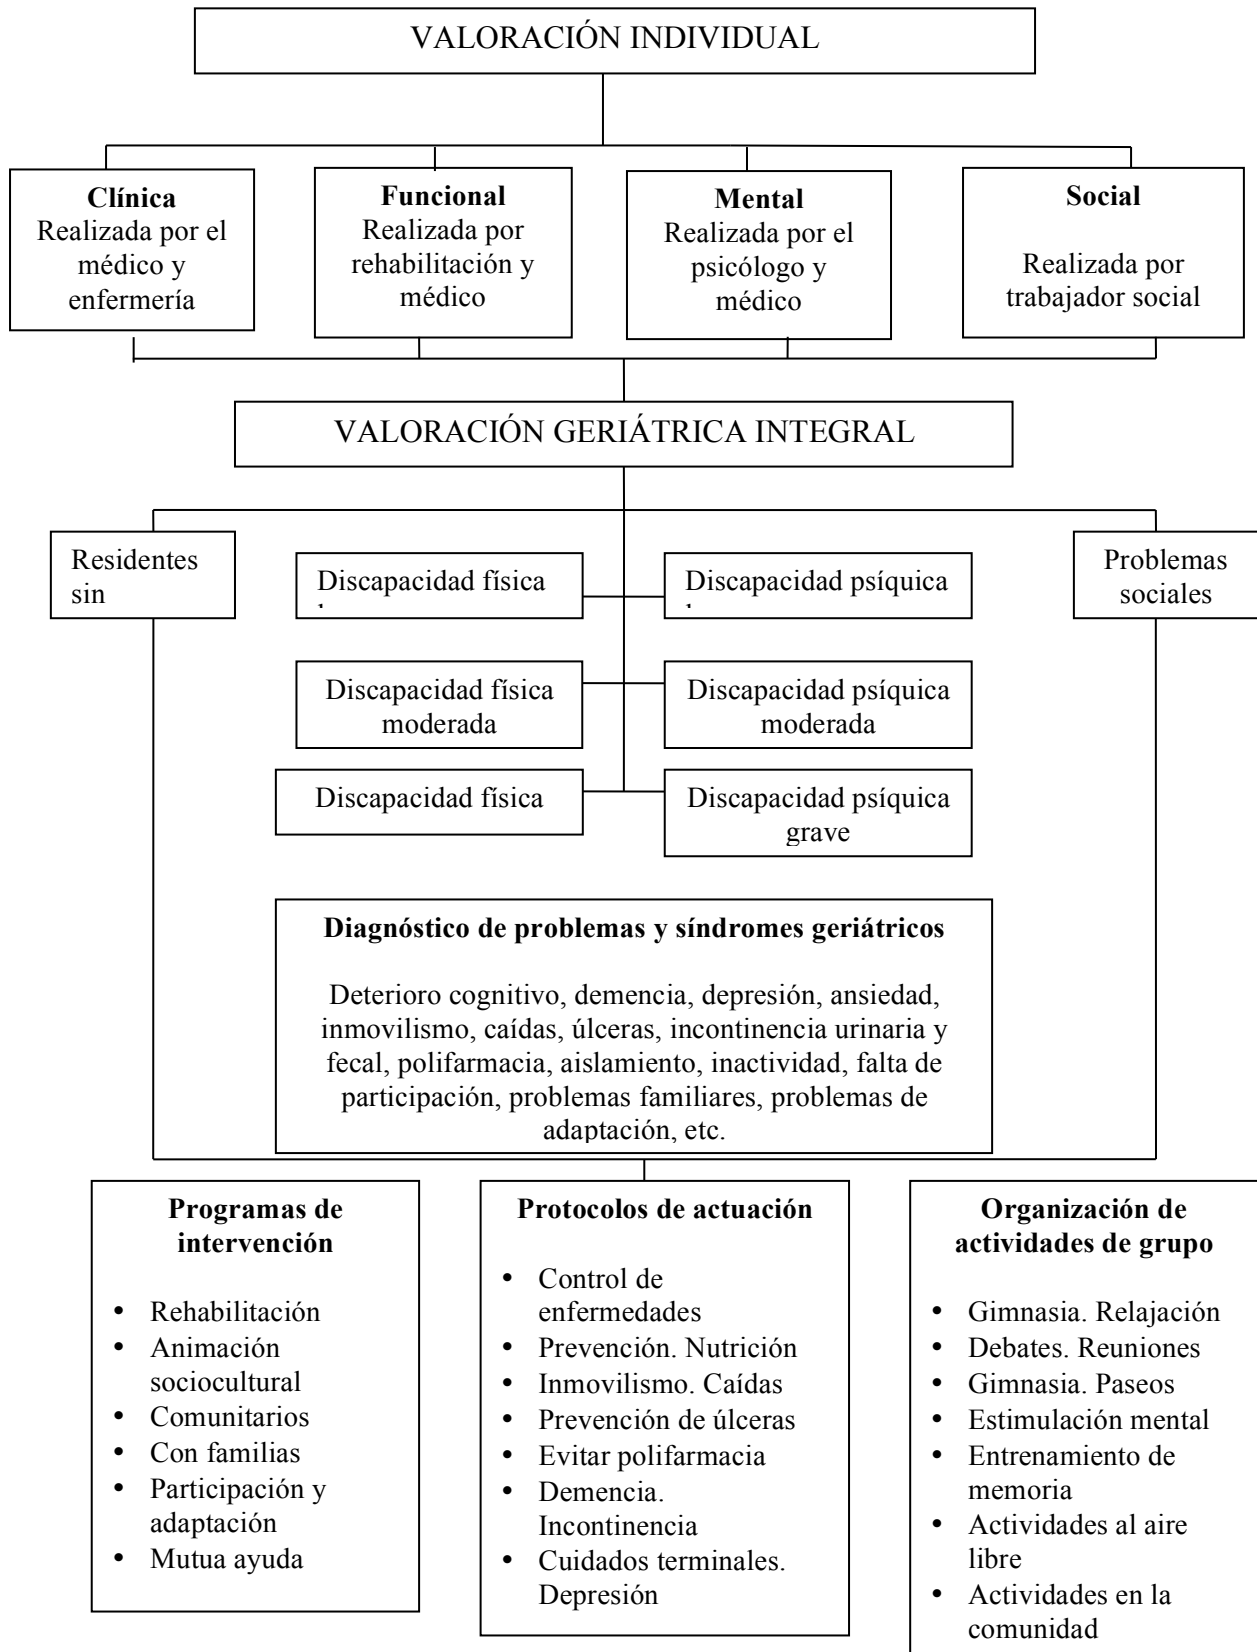 VALORACIÓN INDIVIDUAL
Clínica
Realizada por el
médico y
enfermería
Funcional
Realizada por
rehabilitación y
médico
Mental
Realizada por el
psicólogo y
médico
Social
Realizada por
trabajador social
VALORACIÓN GERIÁTRICA INTEGRAL
Residentes
sin
Discapacidad física
Discapacidad psíquica
Problemas
sociales
Discapacidad física
moderada
Discapacidad psíquica
moderada
Discapacidad física
Discapacidad psíquica
grave
Diagnóstico de problemas y síndromes geriátricos
Deterioro cognitivo, demencia, depresión, ansiedad,
inmovilismo, caídas, úlceras, incontinencia urinaria y
fecal, polifarmacia, aislamiento, inactividad, falta de
participación, problemas familiares, problemas de
adaptación, etc.
Programas de
intervención
• Rehabilitación
• Animación
sociocultural
• Comunitarios
• Con familias
• Participación y
adaptación
• Mutua ayuda
Protocolos de actuación
• Control de
enfermedades
• Prevención. Nutrición
• Inmovilismo. Caídas
• Prevención de úlceras
• Evitar polifarmacia
• Demencia.
Incontinencia
• Cuidados terminales.
Depresión
Organización de
actividades de grupo
• Gimnasia. Relajación
• Debates. Reuniones
• Gimnasia. Paseos
• Estimulación mental
• Entrenamiento de
memoria
• Actividades al aire
libre
• Actividades en la
comunidad